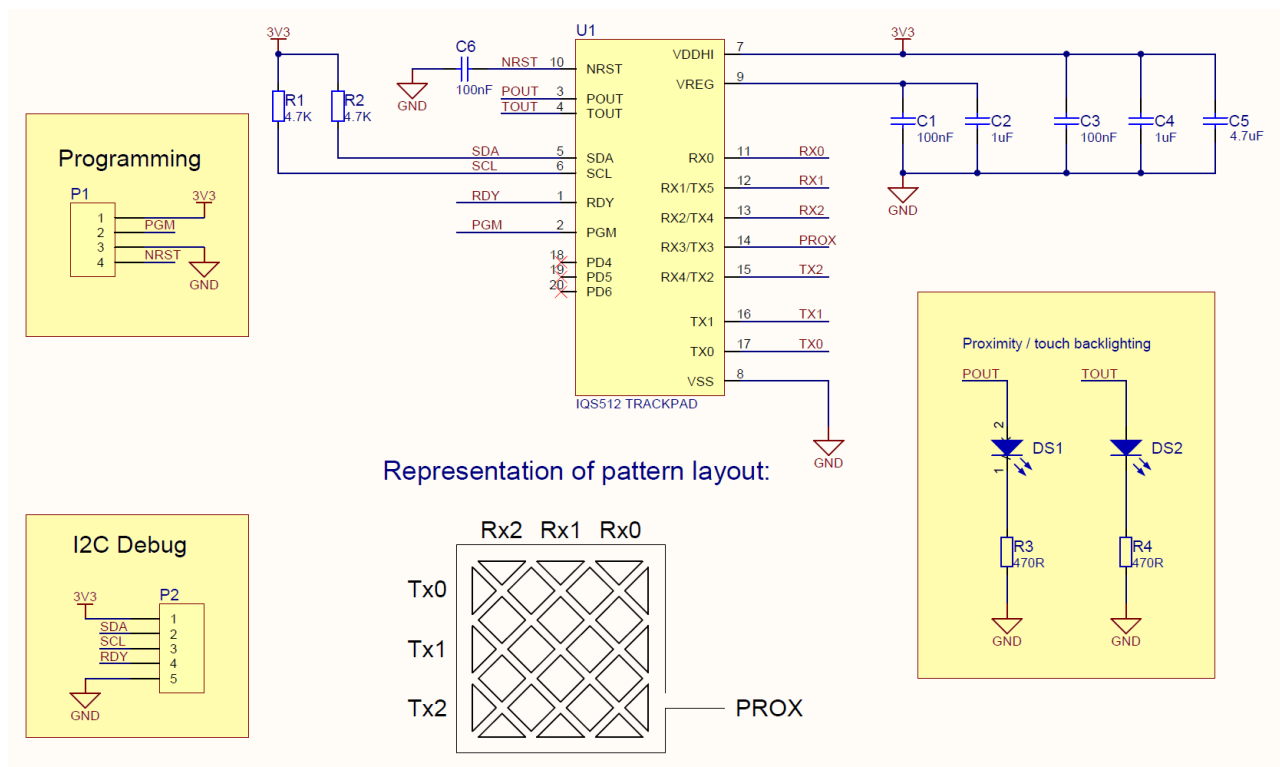 3V3
R1
4.7K
R2
4.7K
C6
100nF
GND
NRST 10
POUT 3
TOUT 4
SDA 5
SCL 6
RDY 1
PGM 2
18
19
20
U1
NRST
POUT
TOUT
SDA
SCL
RDY
PGM
PD4
PD5
PD6
VDDHI
VREG
RX0
RX1/TX5
RX2/TX4
RX3/TX3
RX4/TX2
TX1
TX0
VSS
IQS512 TRACKPAD
7
9
11 RX0
12 RX1
13 RX2
14 PROX
15 TX2
16 TX1
17 TX0
8
GND
3V3
C1
100nF
C2
1uF
C3
100nF
C4
1uF
C5
4.7uF
GND
Programming
P1
1
2
3
4
3V3
PGM
NRST
GND
I2C Debug
3V3
P2
SDA
SCL
RDY
GND
1
2
3
4
5
Representation of pattern layout:
Rx2 Rx1 Rx0
Tx0
Tx1
Tx2
PROX
Proximity / touch backlighting
POUT
2
DS1
1
R3
470R
GND
TOUT
DS2
R4
470R
GND